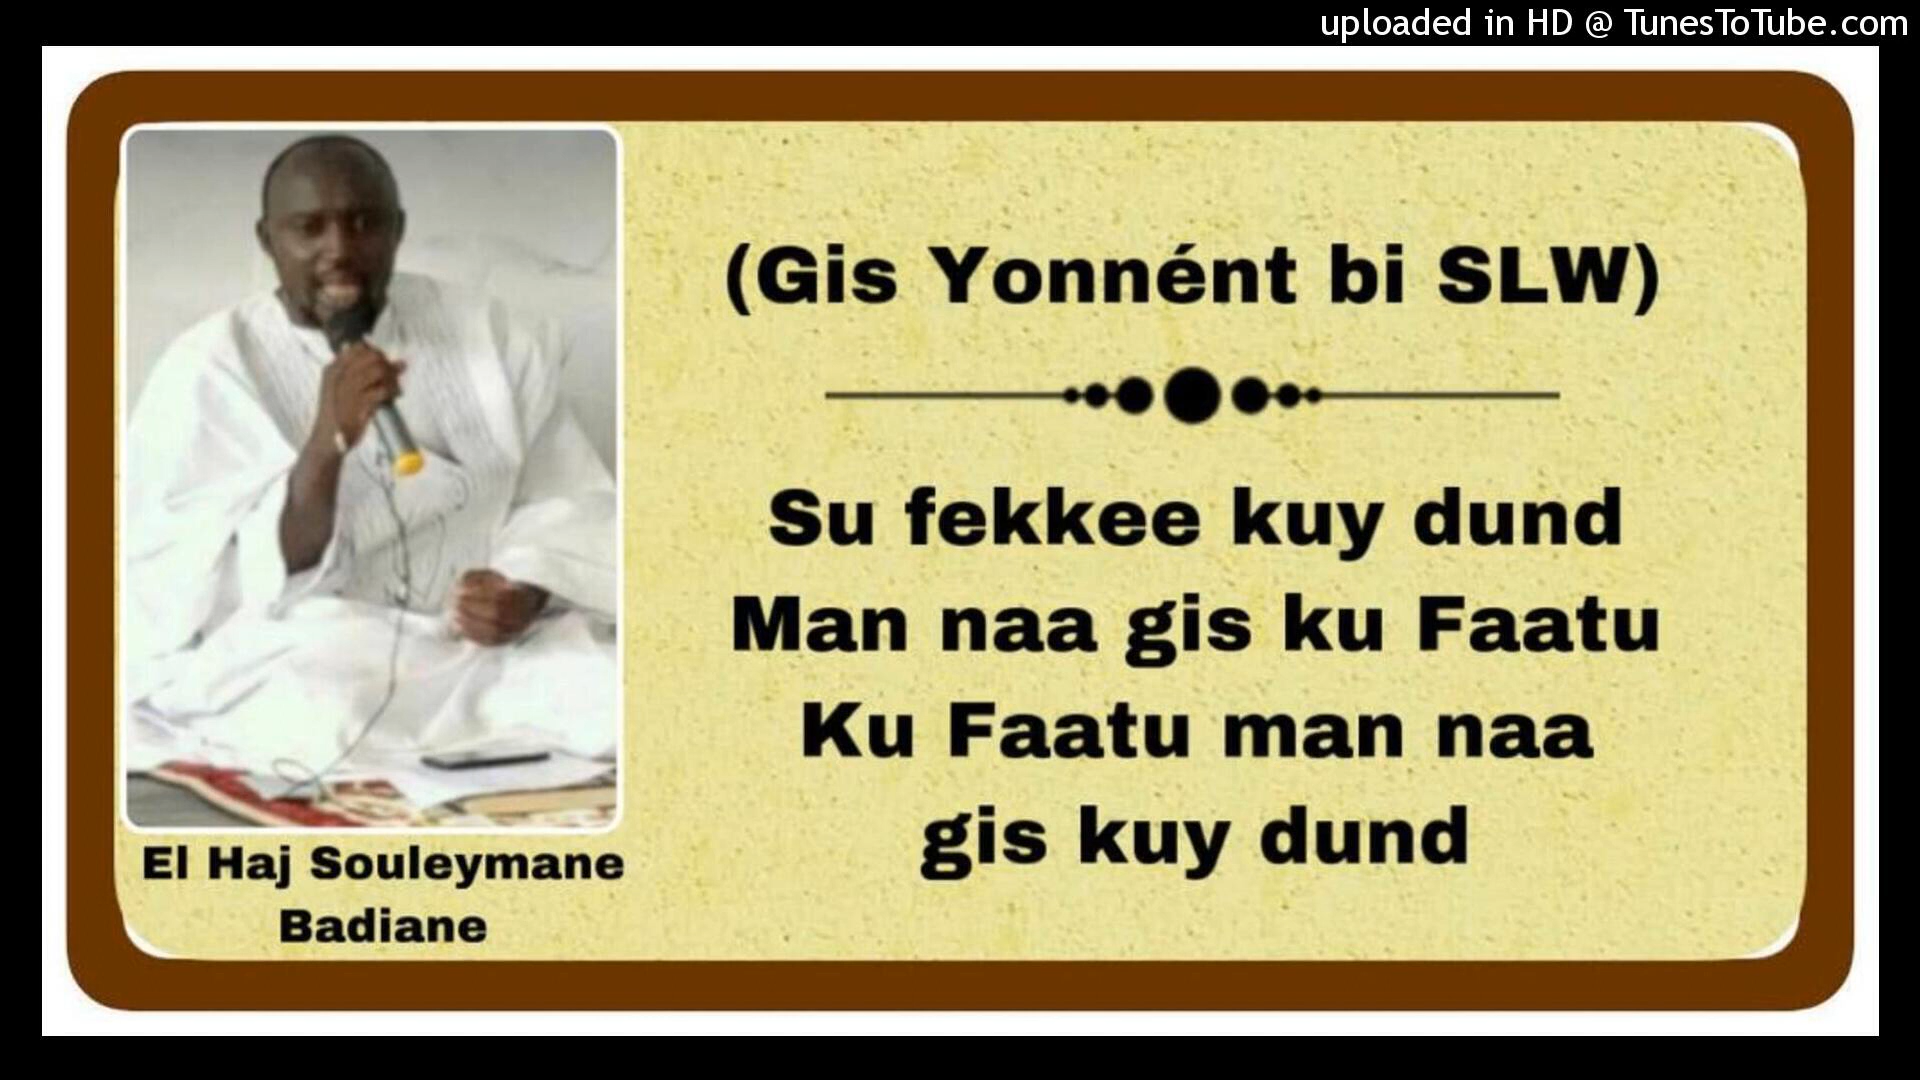 uploaded in HD @ TunesToTube.com
(Gis Yonnént bi SLW)
Su fekkee kuy dund
Man naa gis ku Faatu
Ku Faatu man naa
gis kuy dund
El Haj Souleymane
Badiane